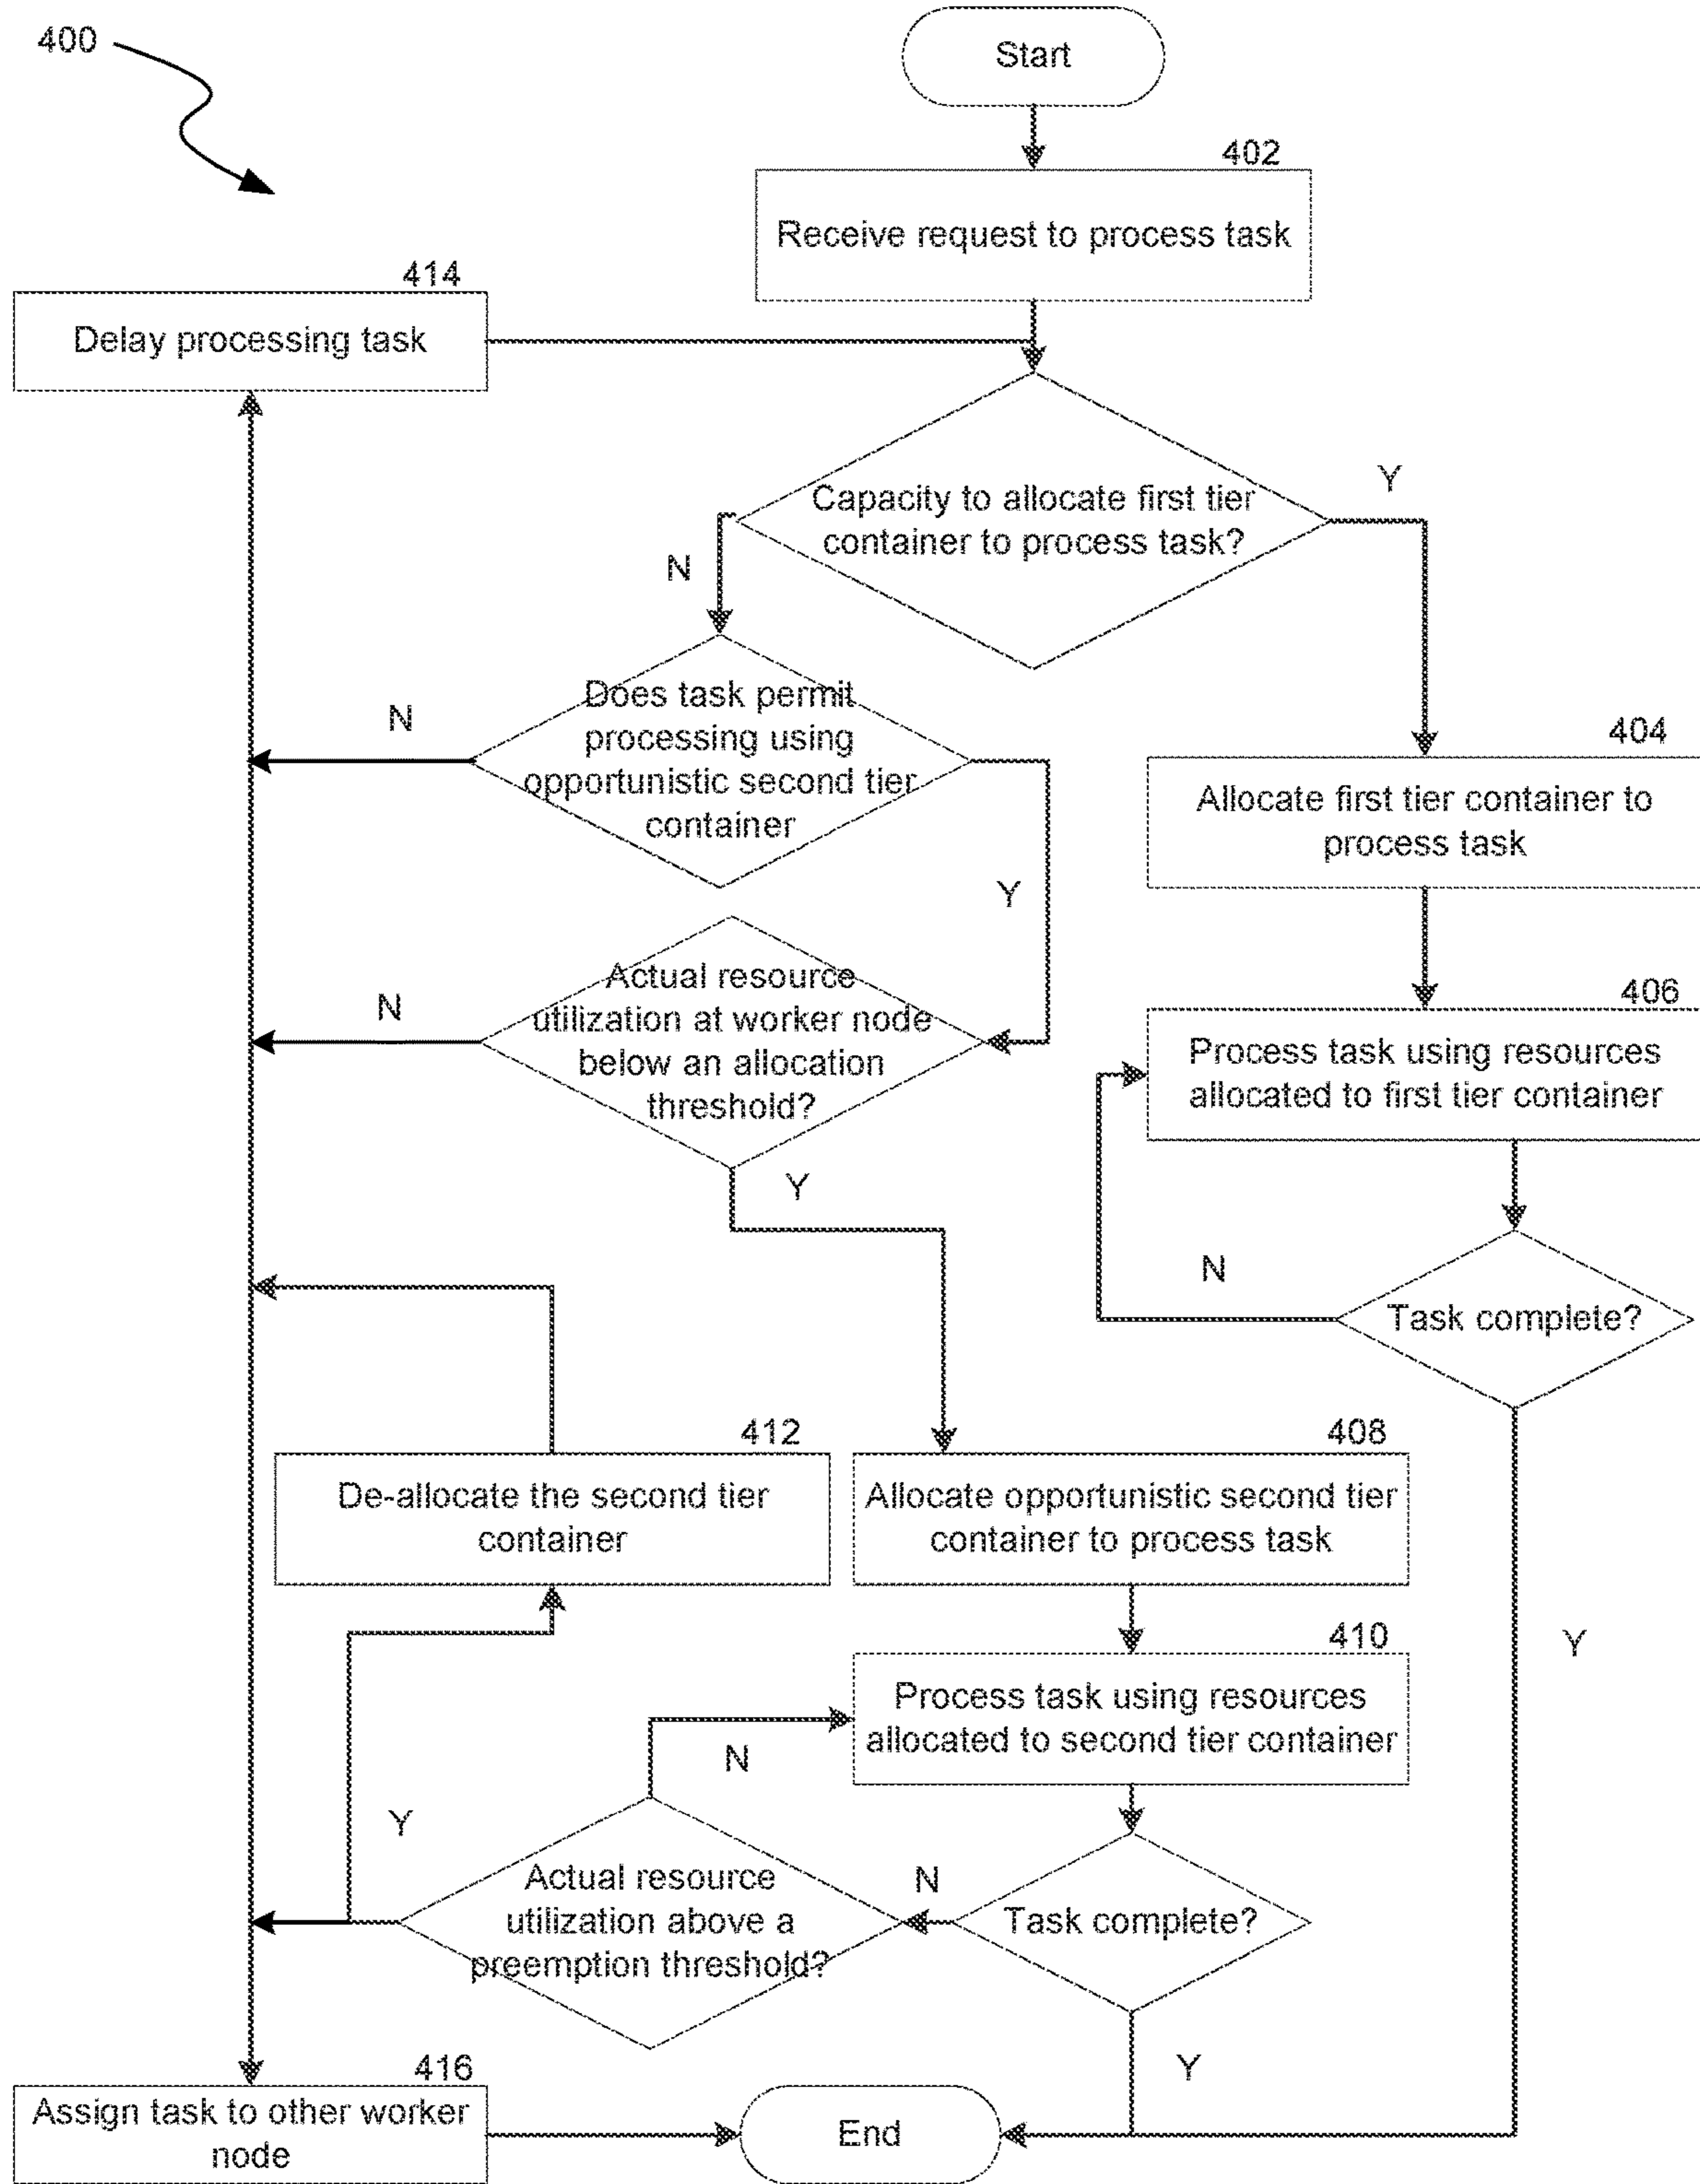 400
Start
402
Receive request to process task
414
Delay processing task
Capacity to allocate first tier
container to process task?
Y
N
Does task permit
processing using
opportunistic second tier
container
N
Y
404
Allocate first tier container to
process task
Actual resource
utilization at worker node
below an allocation
threshold?
N
Y
406
Process task using resources
allocated to first tier container
N
Task complete?
Y
412
De-allocate the second tier
container
408
Allocate opportunistic second tier
container to process task
410
Process task using resources
allocated to second tier container
N
Y
Actual resource
utilization above a
preemption threshold?
N
Task complete?
Y
416
Assign task to other worker
node
End